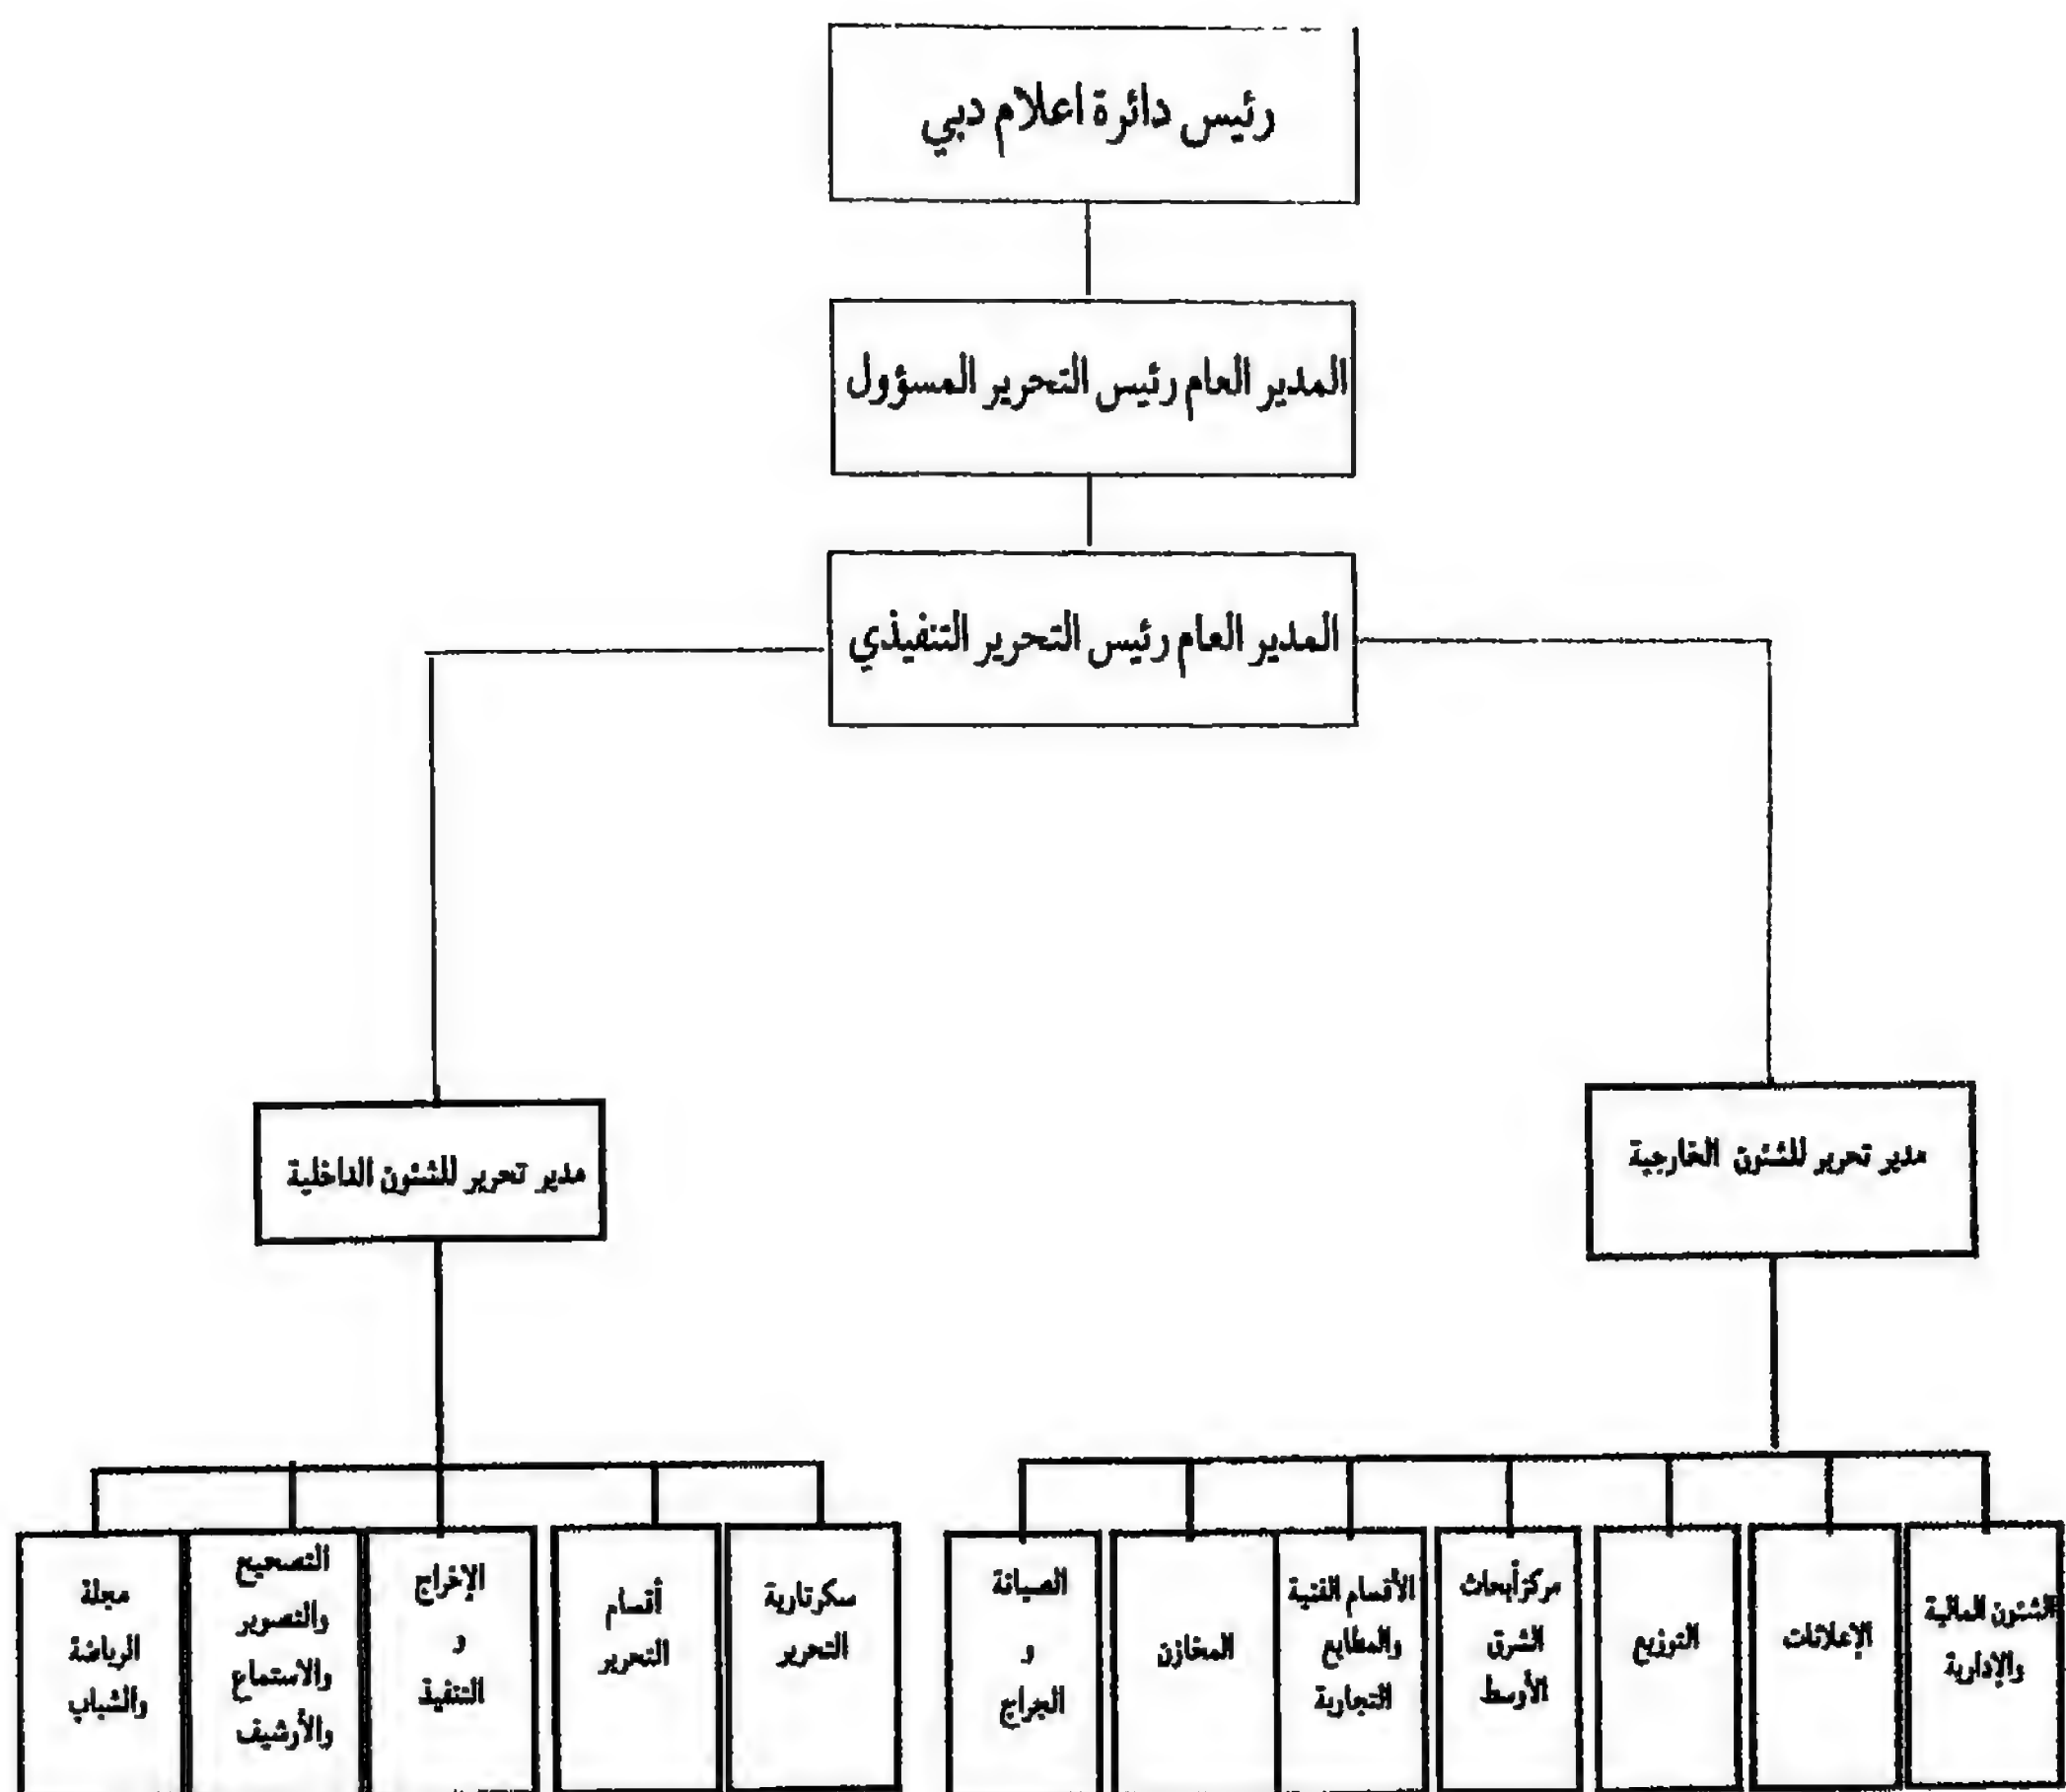 رئيس دائرة اعلام دبي
المدير العام رئيس التحرير المسؤول
المدير العام رئيس التحرير التنفيذي
مدير تحرير للشئون الخارجية
مدير تحرير للشئون الداخلية
الشئون المالية
والإدارية
الإعلانات
التوزيع
مركز أبحاث
الشرق
الأوسط
الأقسام الفنية
والمطابع
التجارية
المخازن
الصيانة
و
الجراج
سكرتارية
التحرير
أقسام
التحرير
الإخراج
و
التنفيذ
التصحيح
والتصوير
والاستماع
والأرشيف
مجلة
الرياضة
والشباب